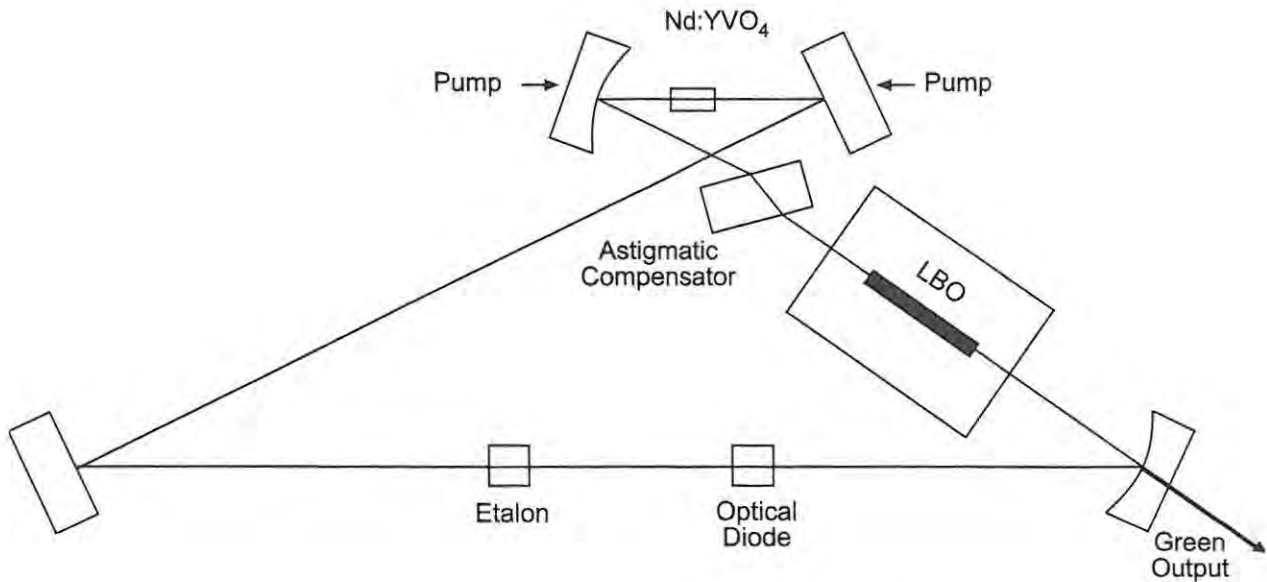 Nd:YVO₄
Pump
Pump
Astigmatic
Compensator
LBO
Etalon
Optical
Diode
Green
Output